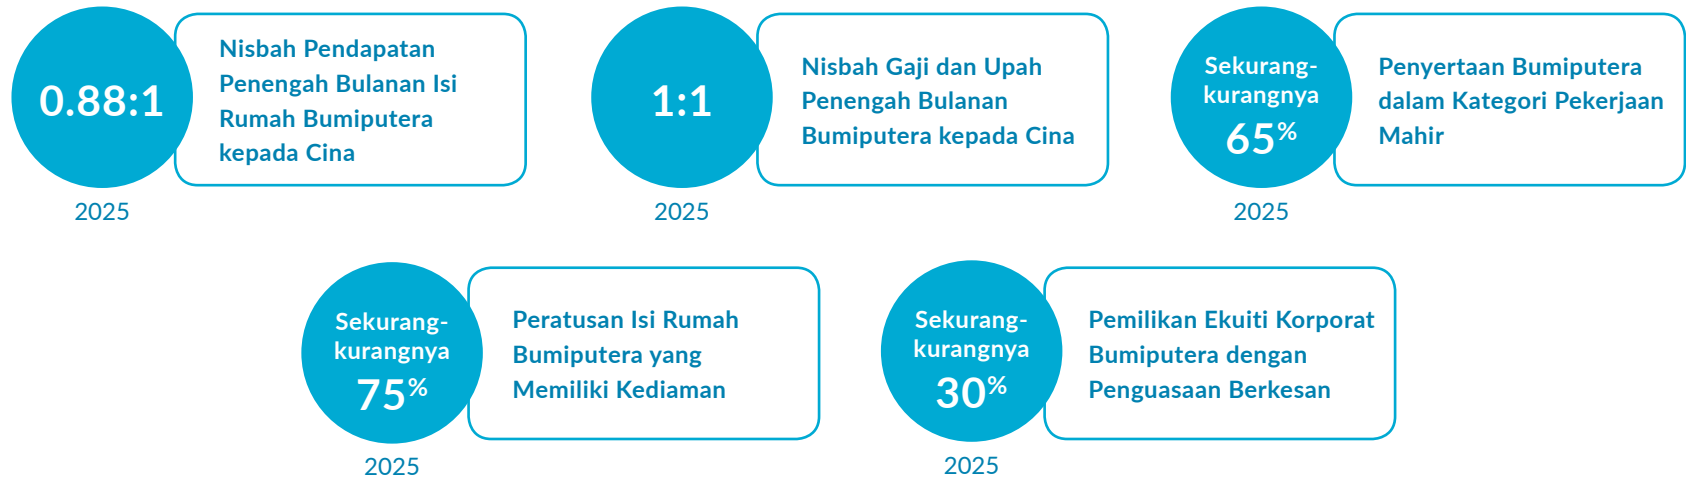 0.88:1
Nisbah Pendapatan
Penengah Bulanan Isi
Rumah Bumiputera
kepada Cina
2025
1:1
Nisbah Gaji dan Upah
Penengah Bulanan
Bumiputera kepada Cina
2025
Sekurang-
kurangnya
65%
Penyertaan Bumiputera
dalam Kategori Pekerjaan
Mahir
2025
Sekurang-
kurangnya
75%
Peratusan Isi Rumah
Bumiputera yang
Memiliki Kediaman
2025
Sekurang-
kurangnya
30%
Pemilikan Ekuiti Korporat
Bumiputera dengan
Penguasaan Berkesan
2025